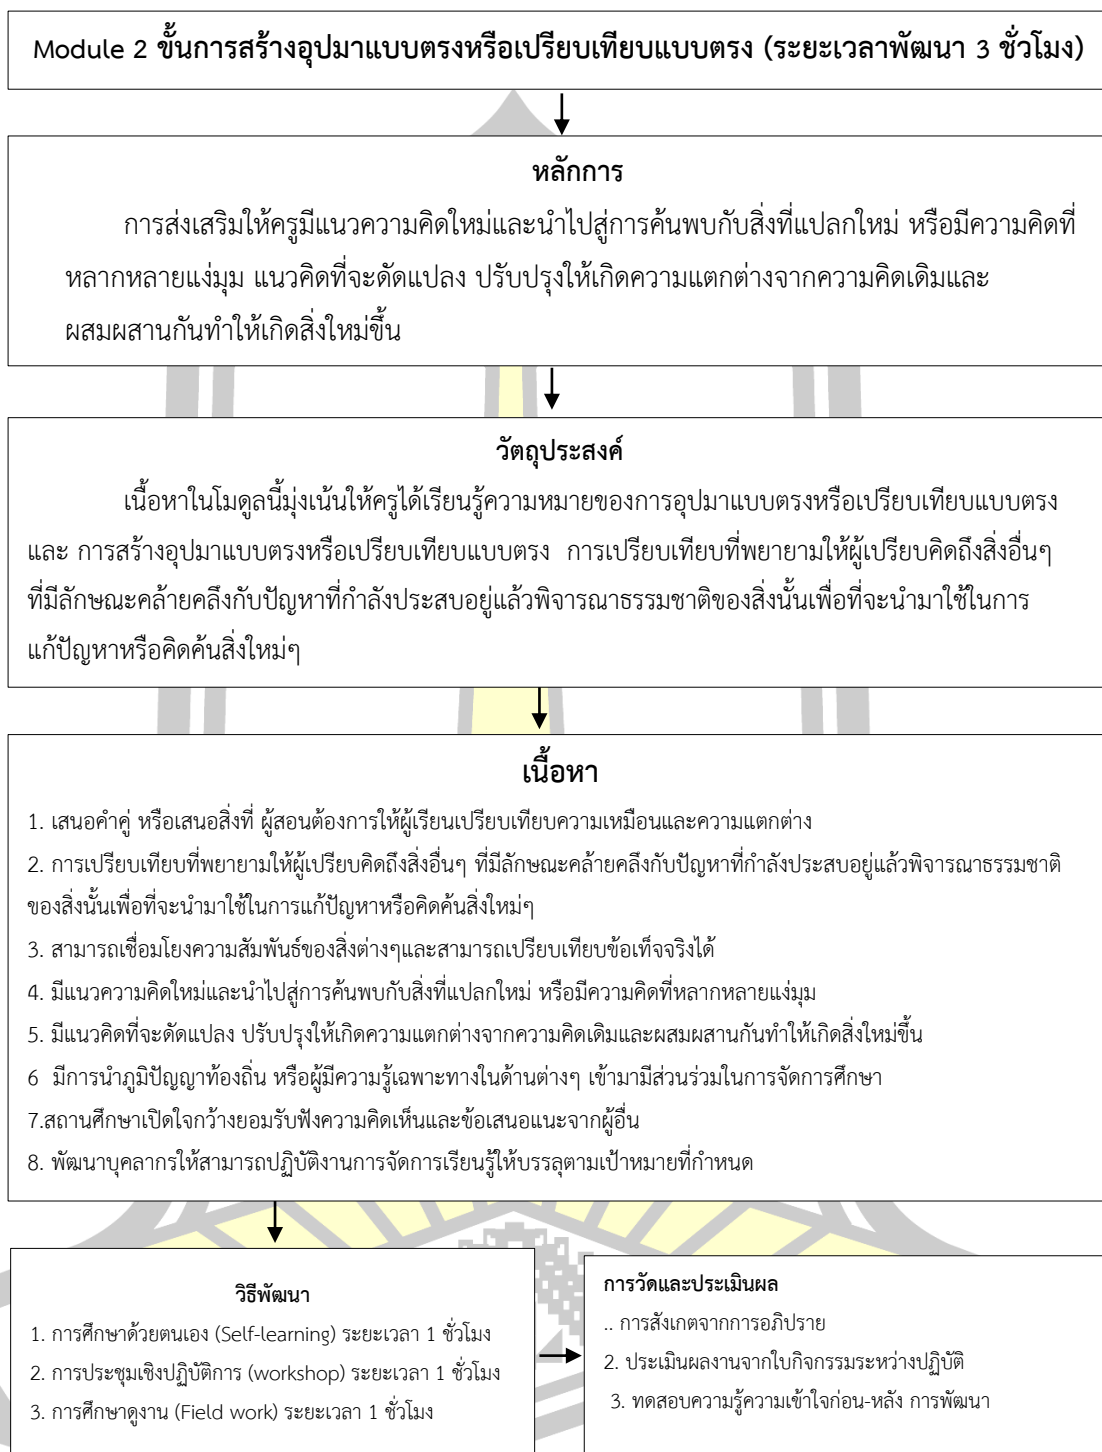 Module 2 ขั้นการสร้างอุปมาแบบตรงหรือเปรียบเทียบแบบตรง (ระยะเวลาพัฒนา 3 ชั่วโมง)
หลักการ
การส่งเสริมให้ครูมีแนวความคิดใหม่และนำไปสู่การค้นพบกับสิ่งที่แปลกใหม่ หรือมีความคิดที่
หลากหลายแง่มุม แนวคิดที่จะดัดแปลง ปรับปรุงให้เกิดความแตกต่างจากความคิดเดิมและ
ผสมผสานกันทำให้เกิดสิ่งใหม่ขึ้น
วัตถุประสงค์
เนื้อหาในโมดูลนี้มุ่งเน้นให้ครูได้เรียนรู้ความหมายของการอุปมาแบบตรงหรือเปรียบเทียบแบบตรง
และ การสร้างอุปมาแบบตรงหรือเปรียบเทียบแบบตรง การเปรียบเทียบที่พยายามให้ผู้เปรียบคิดถึงสิ่งอื่นๆ
ที่มีลักษณะคล้ายคลึงกับปัญหาที่กำลังประสบอยู่แล้วพิจารณาธรรมชาติของสิ่งนั้นเพื่อที่จะนำมาใช้ในการ
แก้ปัญหาหรือคิดค้นสิ่งใหม่ๆ
เนื้อหา
1. เสนอคำคู่ หรือเสนอสิ่งที่ ผู้สอนต้องการให้ผู้เรียนเปรียบเทียบความเหมือนและความแตกต่าง
2. การเปรียบเทียบที่พยายามให้ผู้เปรียบคิดถึงสิ่งอื่นๆ ที่มีลักษณะคล้ายคลึงกับปัญหาที่กำลังประสบอยู่แล้วพิจารณาธรรมชาติ
ของสิ่งนั้นเพื่อที่จะนำมาใช้ในการแก้ปัญหาหรือคิดค้นสิ่งใหม่ๆ
3. สามารถเชื่อมโยงความสัมพันธ์ของสิ่งต่างๆและสามารถเปรียบเทียบข้อเท็จจริงได้
4. มีแนวความคิดใหม่และนำไปสู่การค้นพบกับสิ่งที่แปลกใหม่ หรือมีความคิดที่หลากหลายแง่มุม
5. มีแนวคิดที่จะดัดแปลง ปรับปรุงให้เกิดความแตกต่างจากความคิดเดิมและผสมผสานกันทำให้เกิดสิ่งใหม่ขึ้น
6 มีการนำภูมิปัญญาท้องถิ่น หรือผู้มีความรู้เฉพาะทางในด้านต่างๆ เข้ามามีส่วนร่วมในการจัดการศึกษา
7.สถานศึกษาเปิดใจกว้างยอมรับฟังความคิดเห็นและข้อเสนอแนะจากผู้อื่น
8. พัฒนาบุคลากรให้สามารถปฏิบัติงานการจัดการเรียนรู้ให้บรรลุตามเป้าหมายที่กำหนด
วิธีพัฒนา
1. การศึกษาด้วยตนเอง (Self-learning) ระยะเวลา 1 ชั่วโมง
2. การประชุมเชิงปฏิบัติการ (workshop) ระยะเวลา 1 ชั่วโมง
3. การศึกษาดูงาน (Field work) ระยะเวลา 1 ชั่วโมง
การวัดและประเมินผล
.. การสังเกตจากการอภิปราย
2. ประเมินผลงานจากใบกิจกรรมระหว่างปฏิบัติ
3. ทดสอบความรู้ความเข้าใจก่อน-หลัง การพัฒนา